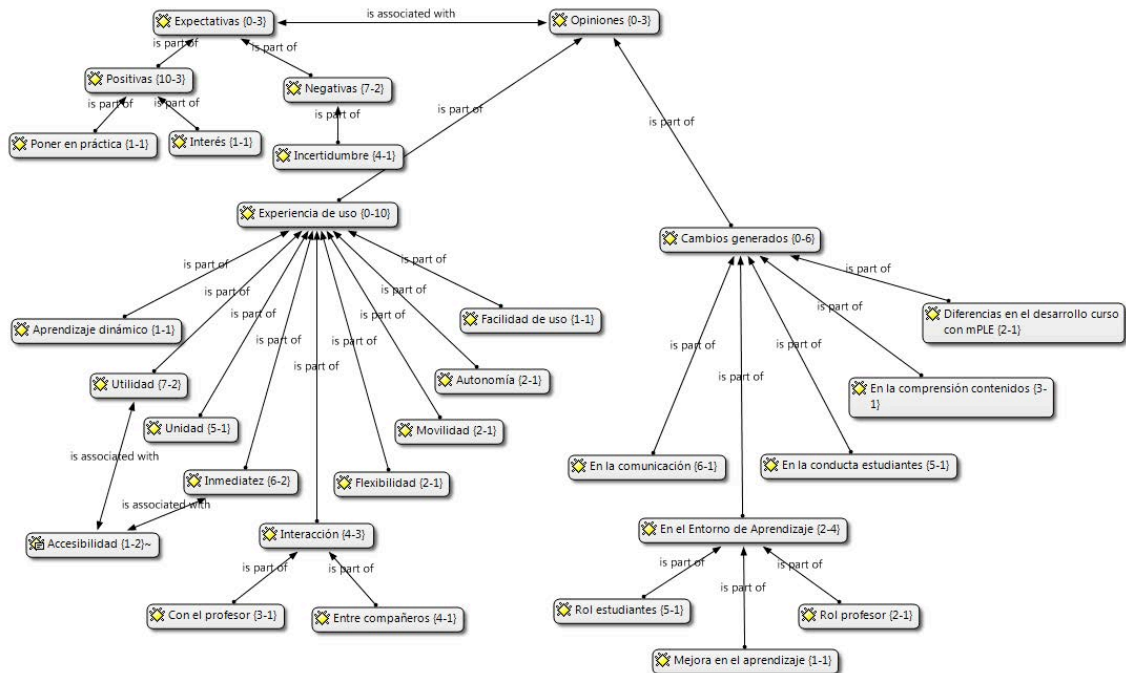 Expectativas {0-3}
is associated with
Opiniones {0-3}
is part of
is part of
Positivas {10-3}
Negativas {7-2}
is part of
is part of
is part of
is part of
is part of
Poner en práctica {1-1}
Interés {1-1}
Incertidumbre {4-1}
Experiencia de uso {0-10}
Cambios generados {0-6}
is part of
is part of
is part of
is part of
is part of
is part of
is part of
is part of
is part of
Aprendizaje dinámico {1-1}
Facilidad de uso {1-1}
Diferencias en el desarrollo curso
con mPLE {2-1}
is part of
is part of
is part of
is part of
is part of
Utilidad {7-2}
Autonomía {2-1}
En la comprensión contenidos {3-
1}
Unidad {5-1}
Movilidad {2-1}
is associated with
En la comunicación {6-1}
En la conducta estudiantes {5-1}
Inmediatez {6-2}
Flexibilidad {2-1}
is associated with
Accesibilidad {1-2}~
Interacción {4-3}
En el Entorno de Aprendizaje {2-4}
is part of
is part of
is part of
is part of
is part of
Con el profesor {3-1}
Entre compañeros {4-1}
Rol estudiantes {5-1}
Rol profesor {2-1}
Mejora en el aprendizaje {1-1}